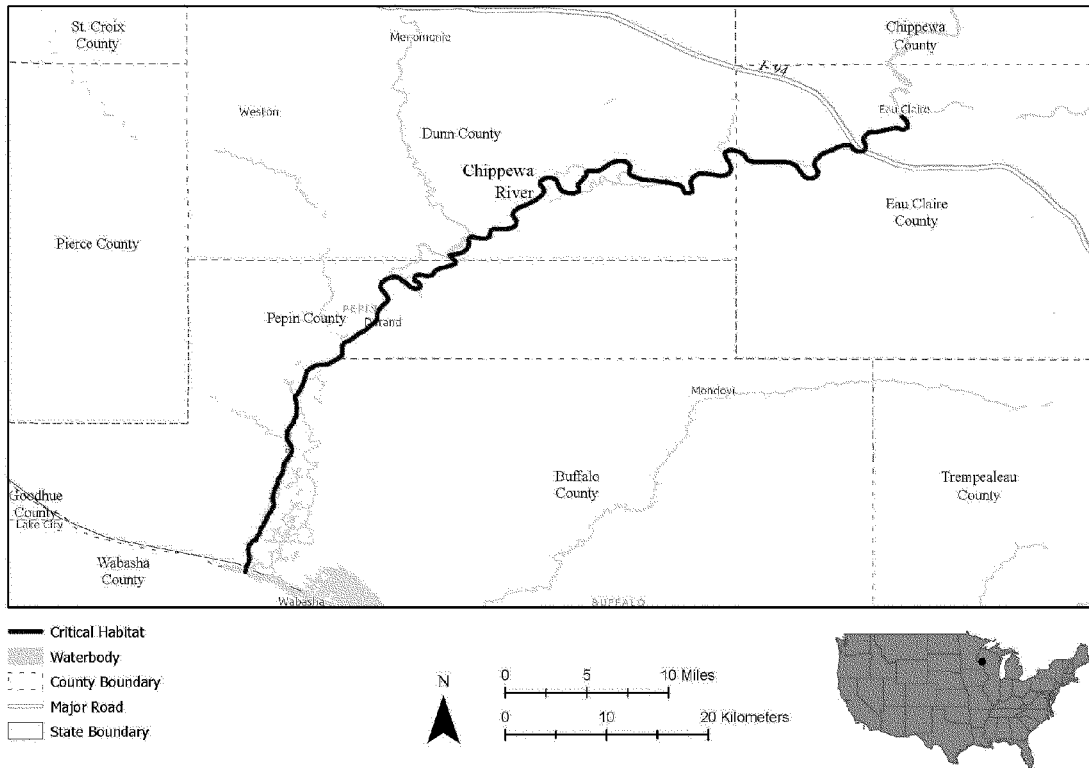 St. Croix
County
Menomonie
Chippewa
County
I-94
Weston
Eau Claire
Dunn County
Chippewa
River
Pierce County
Eau Claire
County
PEPIN
Pepin County
Durand
Mondovi
Buffalo
County
Trempealeau
County
Goodhue
County
Lake City
Wabasha
County
Wabasha
BUFFALO
Critical Habitat
Waterbody
County Boundary
Major Road
State Boundary
N
0 5 10 Miles
0 10 20 Kilometers